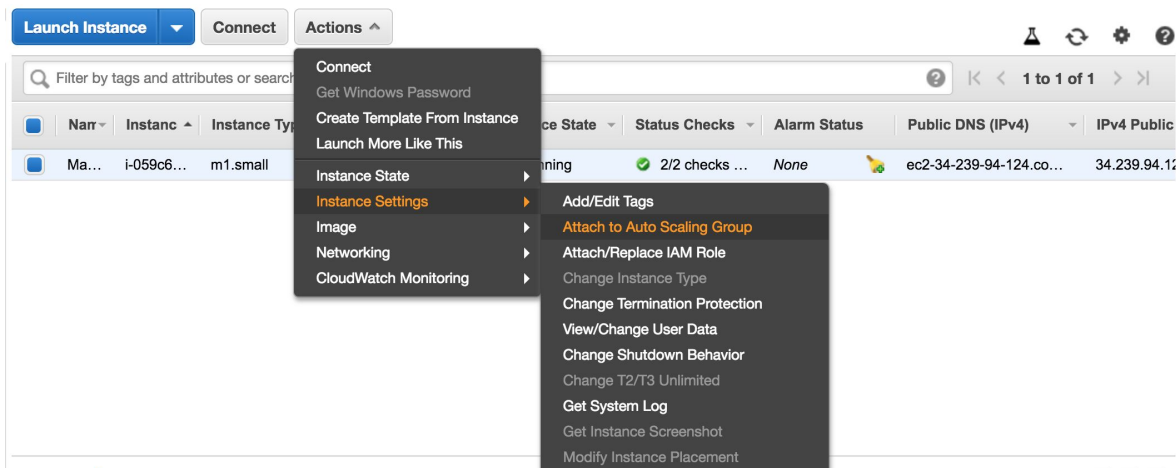 Launch Instance Connect Actions
Filter by tags and attributes or search
1 to 1 of 1
Nam Instanc Instance Typ ce State Status Checks Alarm Status Public DNS (IPv4) IPv4 Public
Ma... i-059c6... m1.small nning 2/2 checks ... None ec2-34-239-94-124.co... 34.239.94.12
Connect
Get Windows Password
Create Template From Instance
Launch More Like This
Instance State
Instance Settings
Image
Networking
CloudWatch Monitoring
Add/Edit Tags
Attach to Auto Scaling Group
Attach/Replace IAM Role
Change Instance Type
Change Termination Protection
View/Change User Data
Change Shutdown Behavior
Change T2/T3 Unlimited
Get System Log
Get Instance Screenshot
Modify Instance Placement